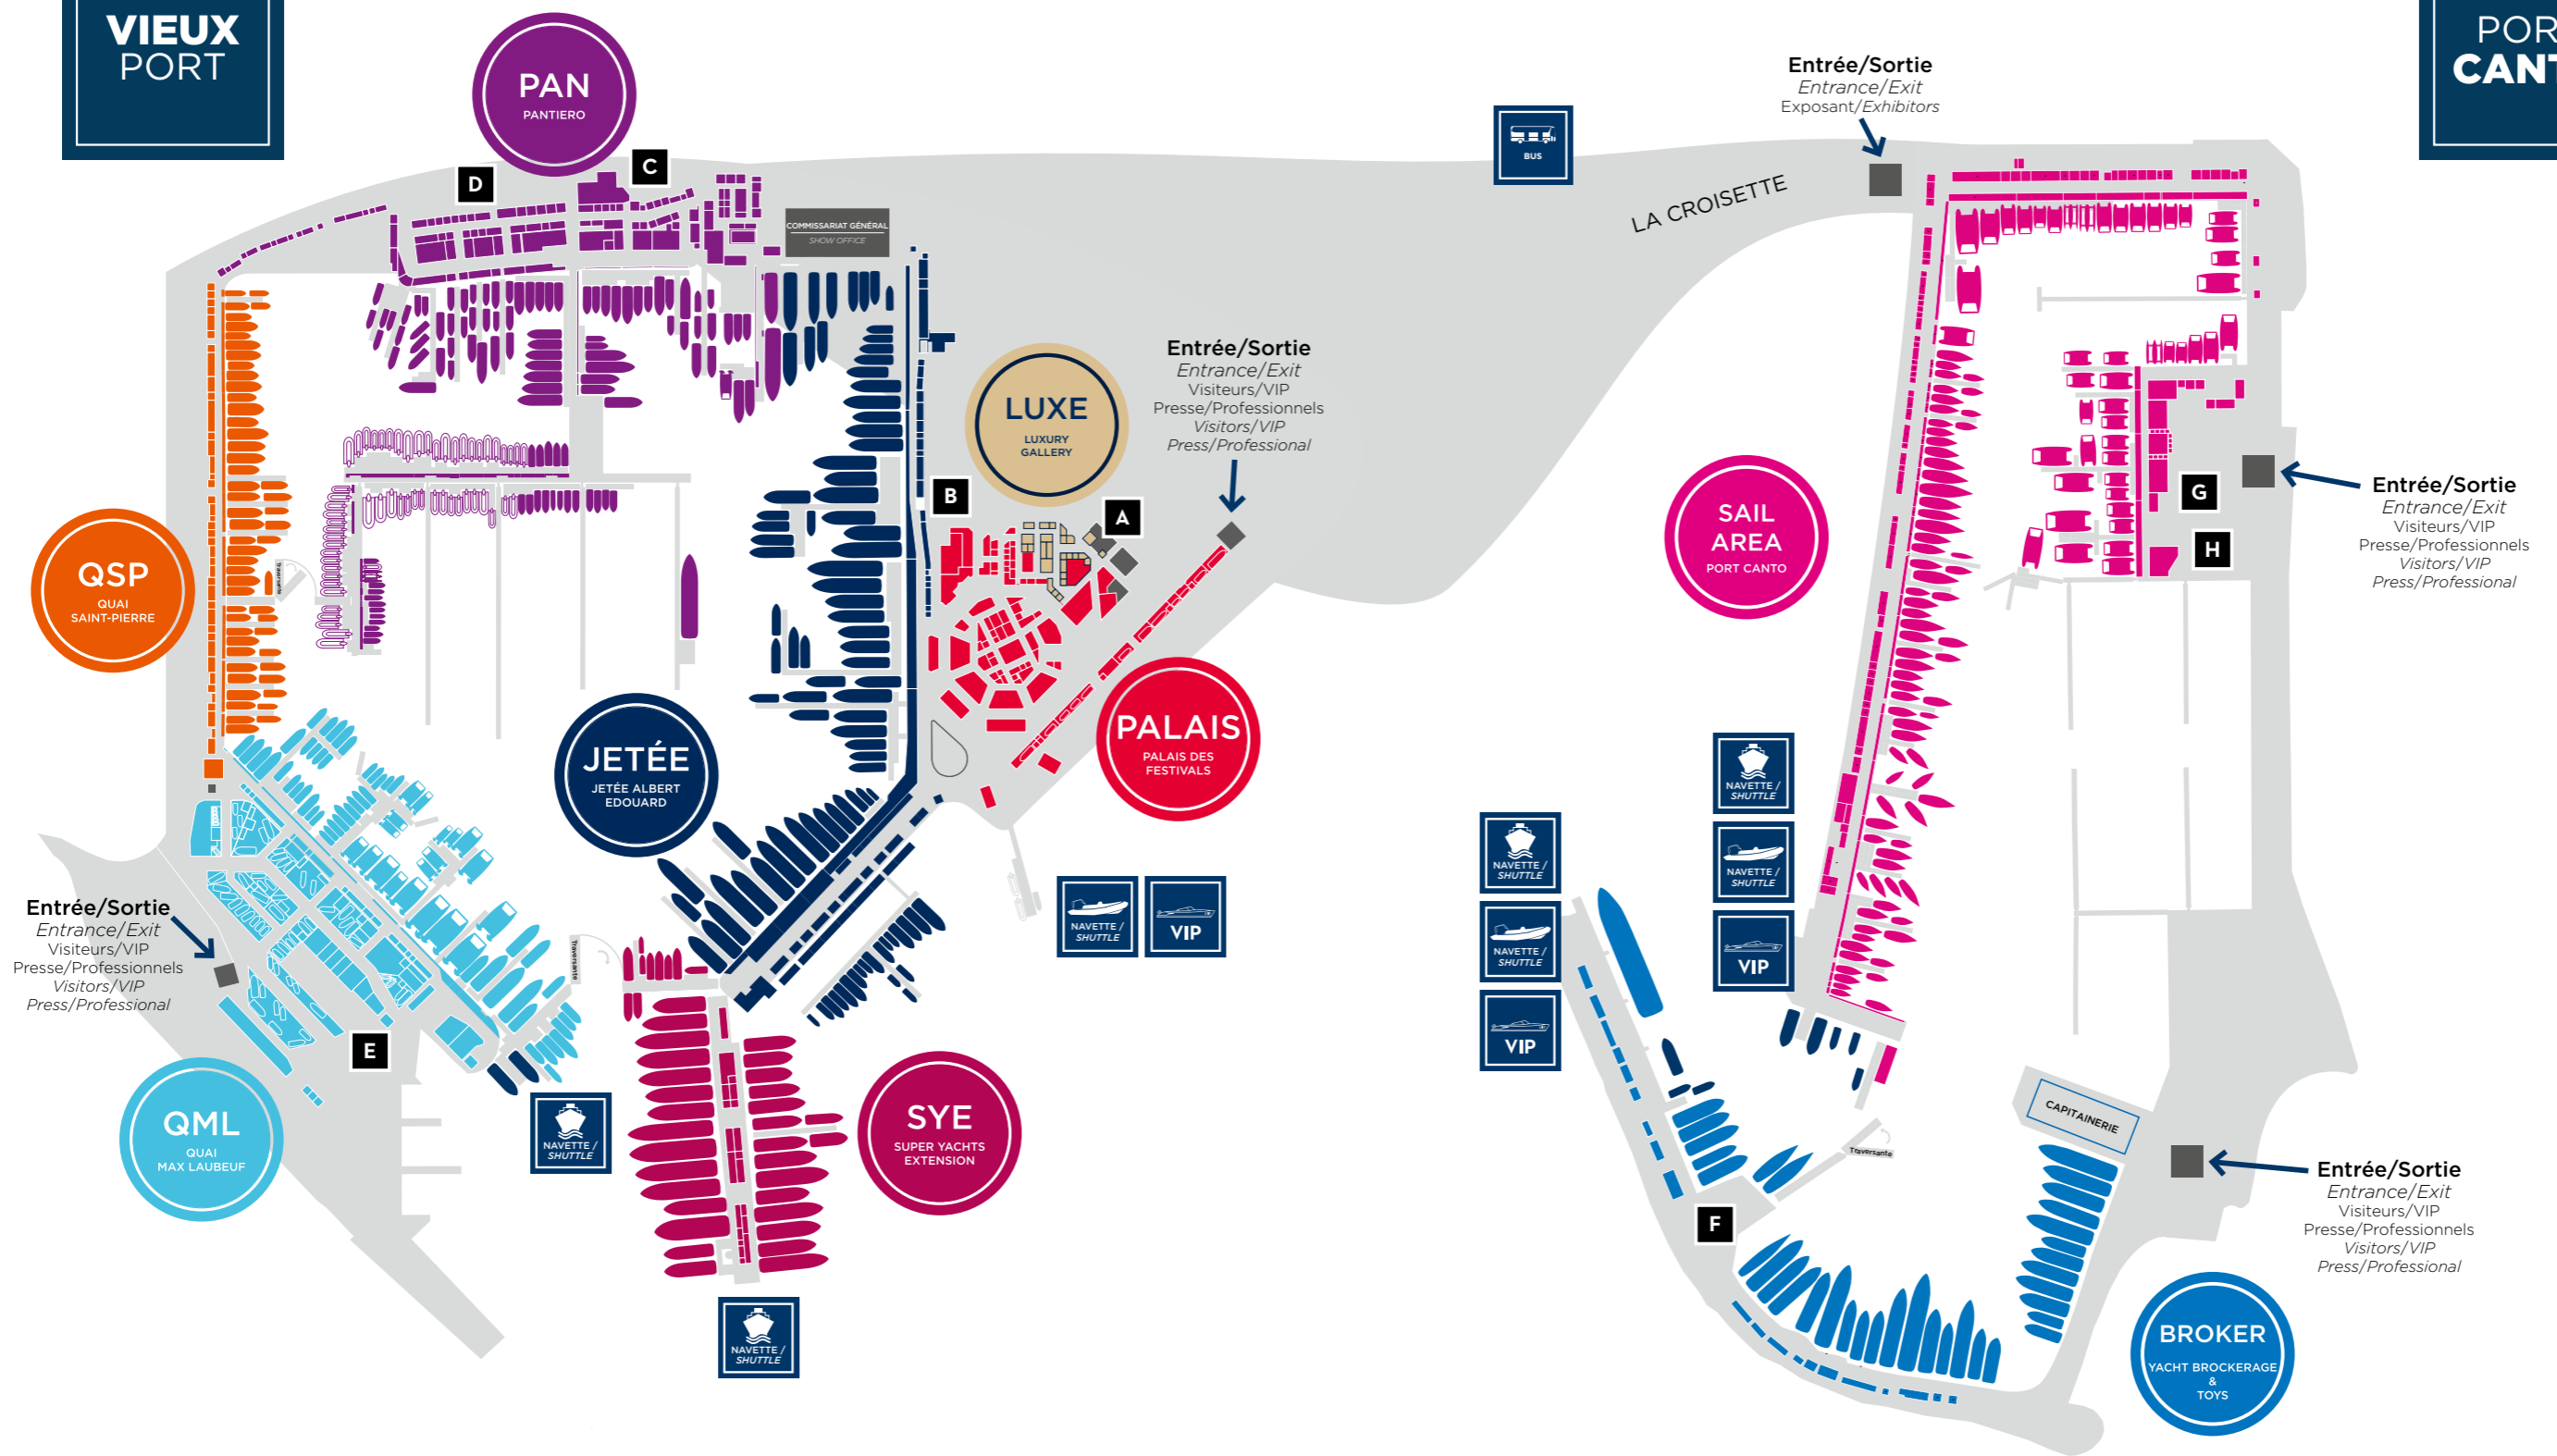 VIEUX
PORT
PAN
PANTIERO
D
C
COMMISSARIAT GÉNÉRAL
SHOW OFFICE
BUS
LA CROISETTE
Entrée/Sortie
Entrance/Exit
Exposant/Exhibitors
POR
CANT
LUXE
LUXURY
GALLERY
Entrée/Sortie
Entrance/Exit
Visiteurs/VIP
Presse/Professionnels
Visitors/VIP
Press/Professional
B
A
QSP
QUAI
SAINT-PIERRE
Traversante
JETÉE
JETÉE ALBERT
EDOUARD
PALAIS
PALAIS DES
FESTIVALS
SAIL
AREA
PORT CANTO
G
H
Entrée/Sortie
Entrance/Exit
Visiteurs/VIP
Presse/Professionnels
Visitors/VIP
Press/Professional
Entrée/Sortie
Entrance/Exit
Visiteurs/VIP
Presse/Professionnels
Visitors/VIP
Press/Professional
E
QML
QUAI
MAX LAUBEUF
Traversante
NAVETTE /
SHUTTLE
SYE
SUPER YACHTS
EXTENSION
NAVETTE /
SHUTTLE
NAVETTE /
SHUTTLE
VIP
NAVETTE /
SHUTTLE
NAVETTE /
SHUTTLE
VIP
NAVETTE /
SHUTTLE
NAVETTE /
SHUTTLE
VIP
F
Traversante
CAPITAINERIE
Entrée/Sortie
Entrance/Exit
Visiteurs/VIP
Presse/Professionnels
Visitors/VIP
Press/Professional
BROKER
YACHT BROCKERAGE
&
TOYS